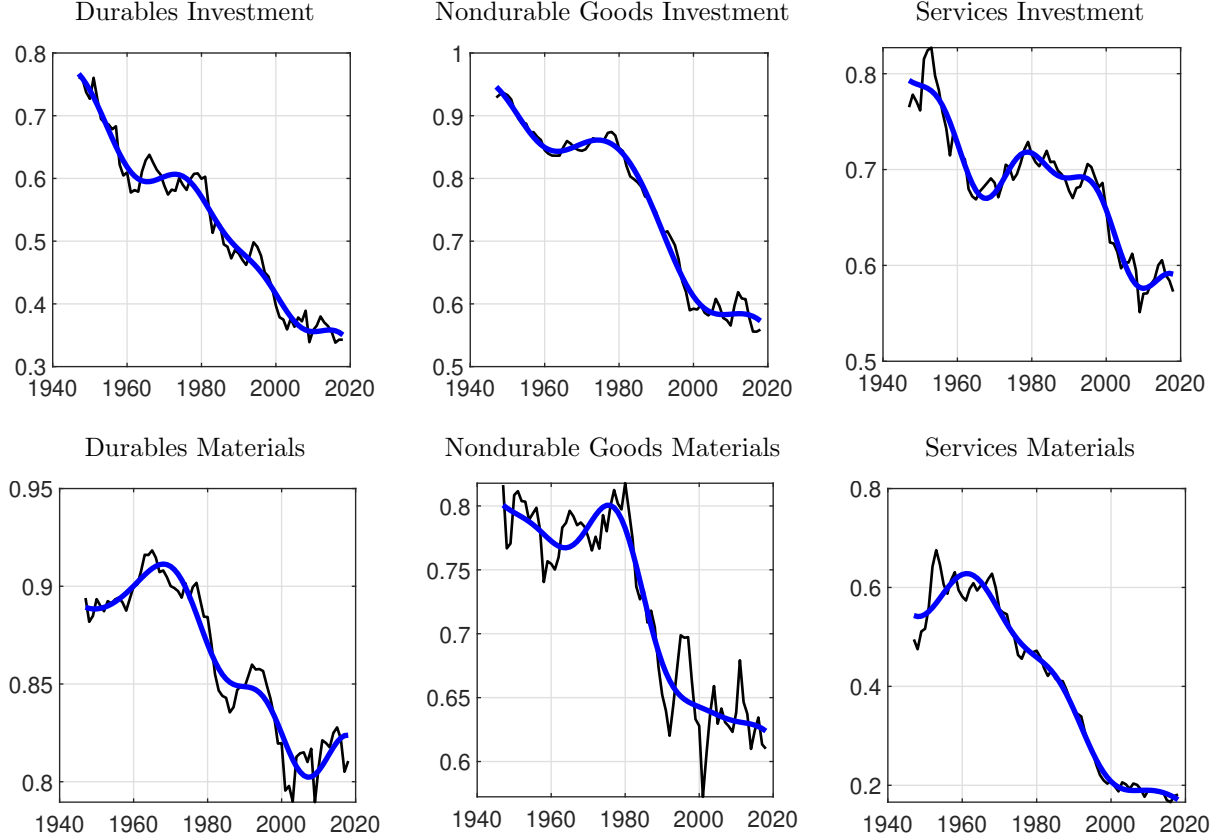 Durables Investment
0.8
0.7
0.6
0.5
0.4
0.3
1940 1960 1980 2000 2020
Nondurable Goods Investment
1
0.9
0.8
0.7
0.6
0.5
1940 1960 1980 2000 2020
Services Investment
0.8
0.7
0.6
0.5
1940 1960 1980 2000 2020
Durables Materials
0.95
0.9
0.85
0.8
1940 1960 1980 2000 2020
Nondurable Goods Materials
0.8
0.75
0.7
0.65
0.6
1940 1960 1980 2000 2020
Services Materials
0.8
0.6
0.4
0.2
1940 1960 1980 2000 2020